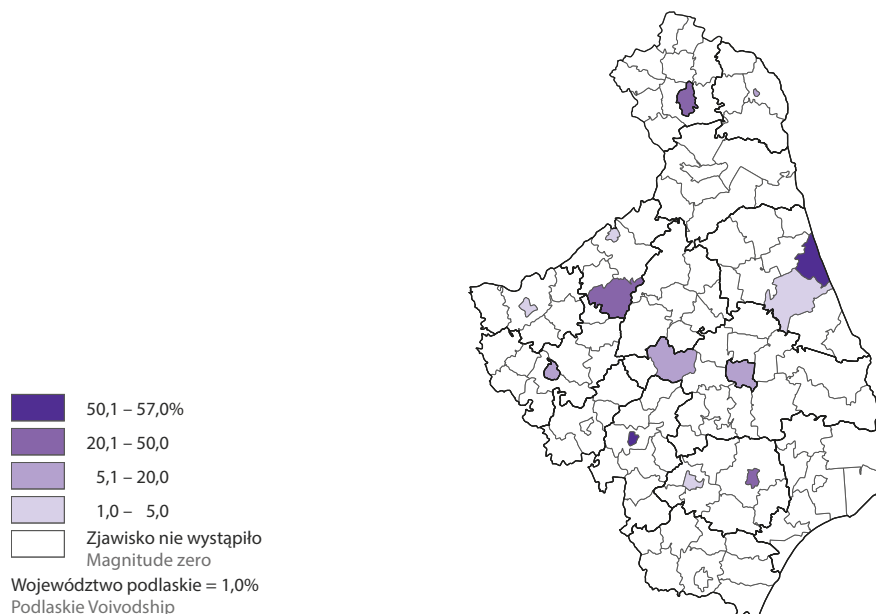 50,1 – 57,0%
20,1 – 50,0
5,1 – 20,0
1,0 – 5,0
Zjawisko nie wystąpiło
Magnitude zero
Województwo podlaskie = 1,0%
Podlaskie Voivodship